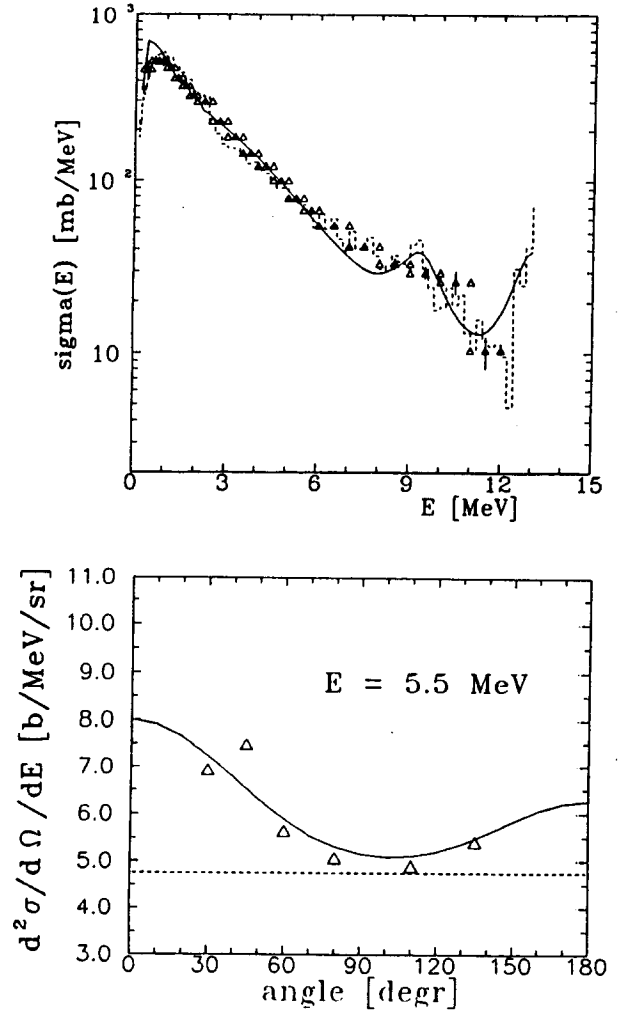 10³
10²
10
sigma(E) [mb/MeV]
0 3 6 9 12 15
E [MeV]
11.0
10.0
9.0
8.0
7.0
6.0
5.0
4.0
3.0
d²σ/dΩ/dE [b/MeV/sr]
E = 5.5 MeV
0 30 60 90 120 150 180
angle [degr]